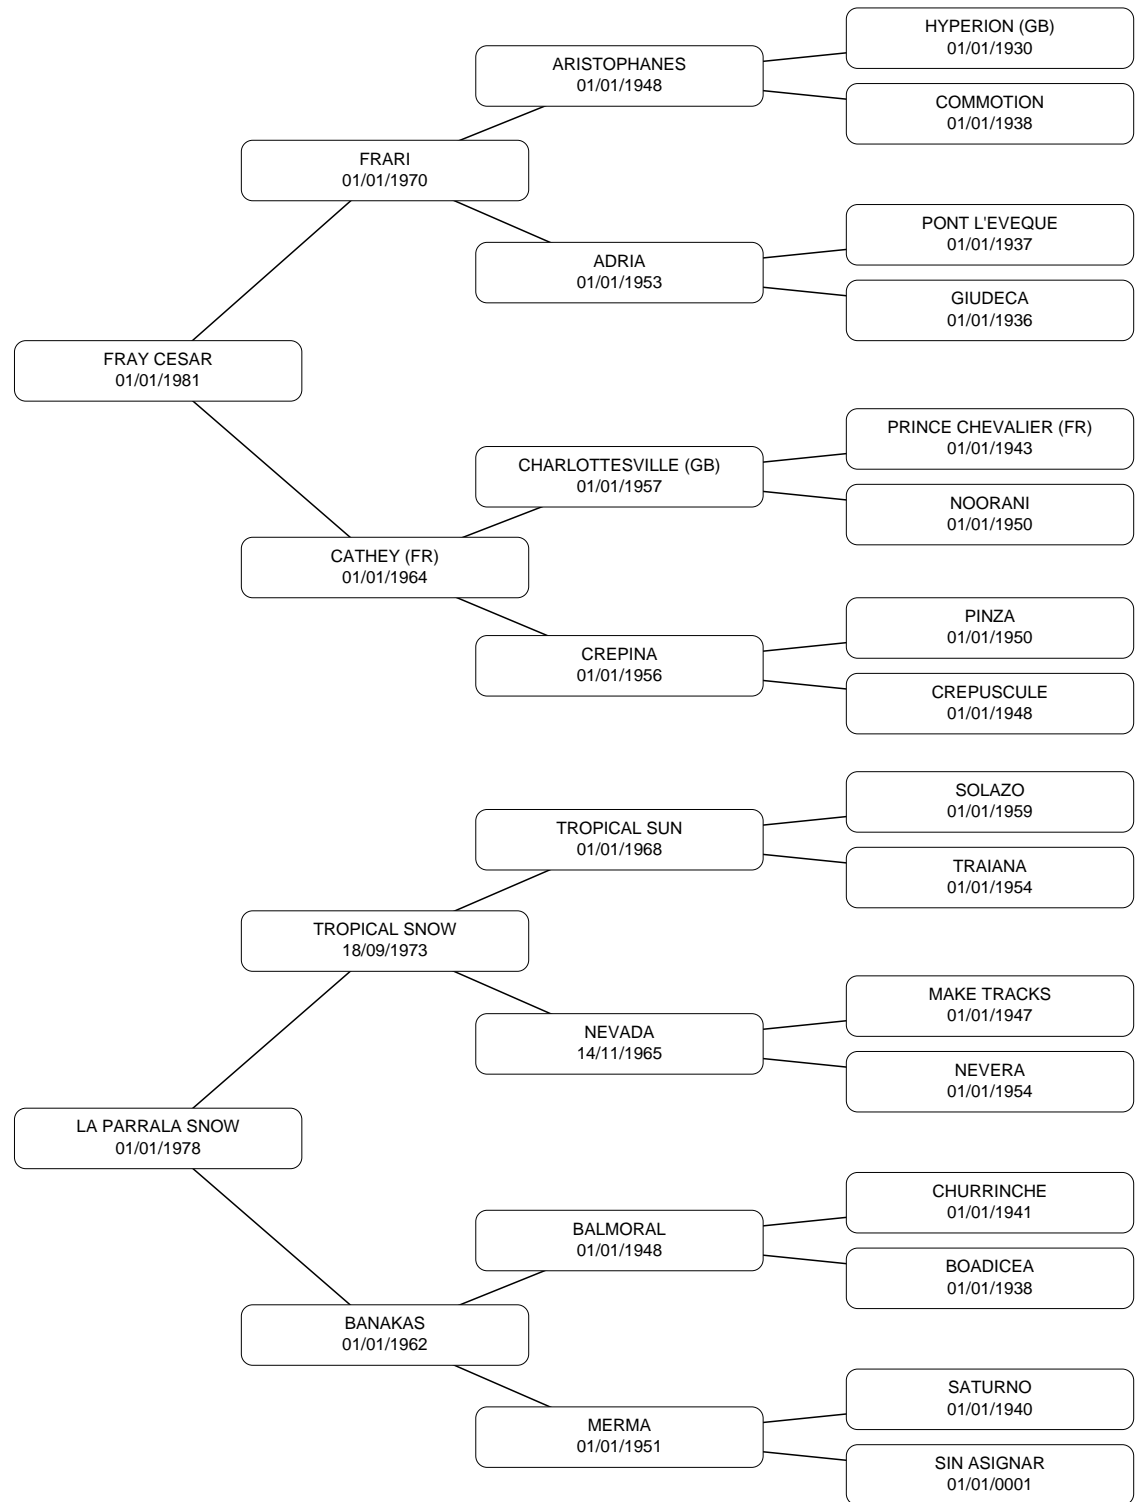 HYPERION (GB)
01/01/1930
ARISTOPHANES
01/01/1948
COMMOTION
01/01/1938
FRARI
01/01/1970
PONT L'EVEQUE
01/01/1937
ADRIA
01/01/1953
GIUDECA
01/01/1936
FRAY CESAR
01/01/1981
PRINCE CHEVALIER (FR)
01/01/1943
CHARLOTTESVILLE (GB)
01/01/1957
NOORANI
01/01/1950
CATHEY (FR)
01/01/1964
PINZA
01/01/1950
CREPINA
01/01/1956
CREPUSCULE
01/01/1948
SOLAZO
01/01/1959
TROPICAL SUN
01/01/1968
TRAIANA
01/01/1954
TROPICAL SNOW
18/09/1973
MAKE TRACKS
01/01/1947
NEVADA
14/11/1965
NEVERA
01/01/1954
LA PARRALA SNOW
01/01/1978
CHURRINCHE
01/01/1941
BALMORAL
01/01/1948
BOADICEA
01/01/1938
BANAKAS
01/01/1962
SATURNO
01/01/1940
MERMA
01/01/1951
SIN ASIGNAR
01/01/0001